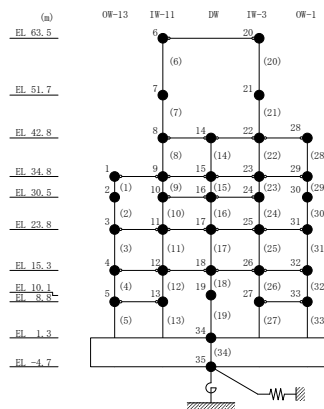 (m) OW-13 IW-11 DW IW-3 OW-1
EL 63.5 6 20
(6) (20)
EL 51.7 7 21
(7) (21)
EL 42.8 8 14 22 28
(8) (14) (22) (28)
EL 34.8 1 9 15 23 29
(1) (9) (15) (23) (29)
EL 30.5 2 10 16 24 30
(2) (10) (16) (24) (30)
EL 23.8 3 11 17 25 31
(3) (11) (17) (25) (31)
EL 15.3 4 12 18 26 32
(4) (12) (18) (26) (32)
EL 10.1 19
EL 8.8 5 13 27 33
(5) (13) (19) (27) (33)
EL 1.3 34
(34)
EL -4.7 35